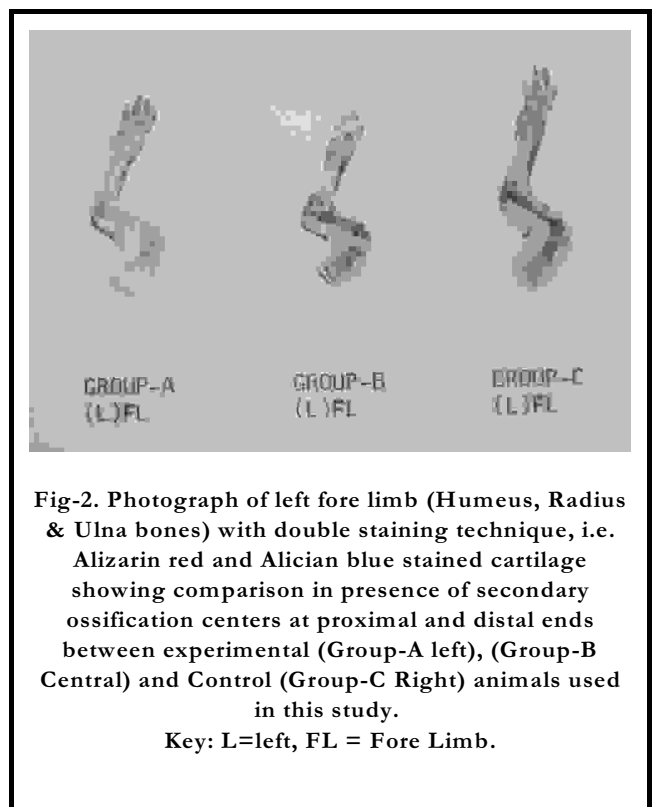 GROUP-A
GROUP-B
GROUP-C
(L)FL
(L)FL
(L)FL
Fig-2. Photograph of left fore limb (Humeus, Radius
& Ulna bones) with double staining technique, i.e.
Alizarin red and Alician blue stained cartilage
showing comparison in presence of secondary
ossification centers at proximal and distal ends
between experimental (Group-A left), (Group-B
Central) and Control (Group-C Right) animals used
in this study.
Key: L=left, FL = Fore Limb.